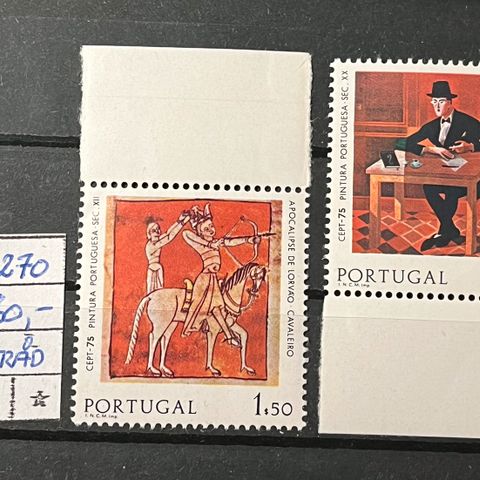 270
0,-
RÅD
CEPT-75 PINTURA PORTUGUESA-SEC. XII
APOCALIPSE DE LORVÃO-CAVALEIRO
PORTUGAL 1$50
I. N. C. M. imp.
CEPT-75 PINTURA PORTUGUESA-SEC. XX
PORTUGAL
I. N. C. M. imp.